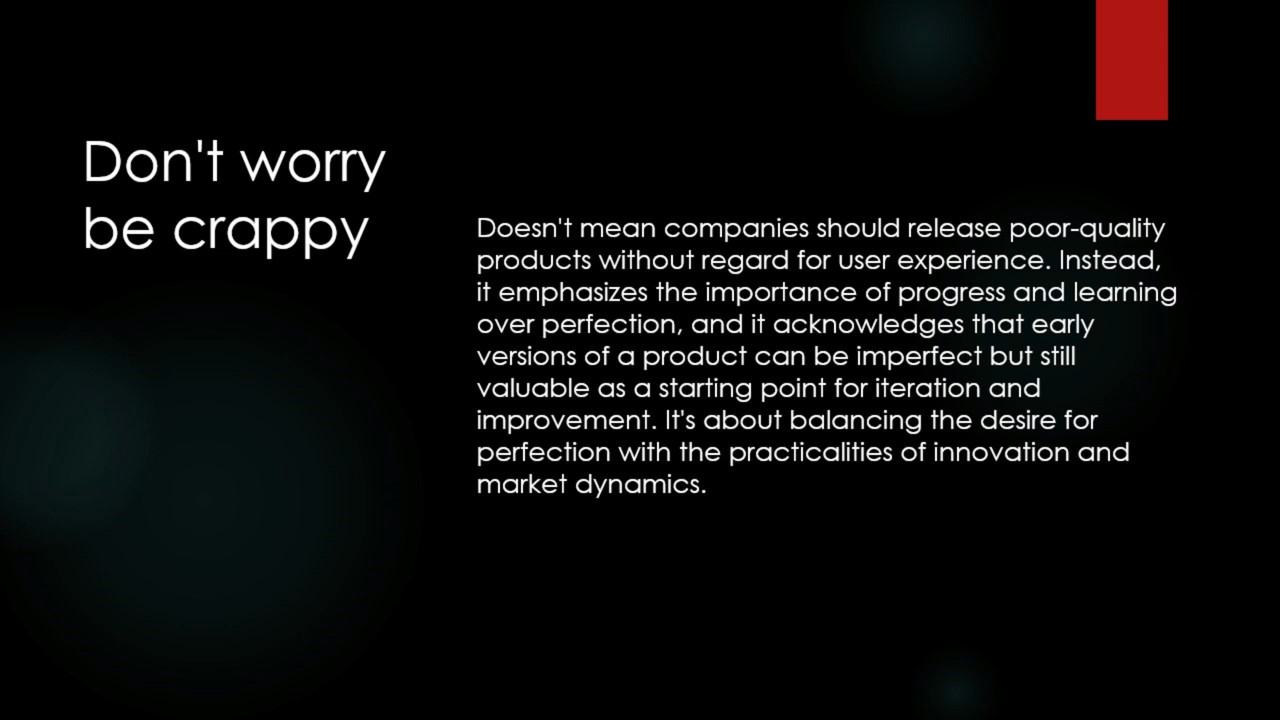 Don't worry
be crappy
Doesn't mean companies should release poor-quality
products without regard for user experience. Instead,
it emphasizes the importance of progress and learning
over perfection, and it acknowledges that early
versions of a product can be imperfect but still
valuable as a starting point for iteration and
improvement. It's about balancing the desire for
perfection with the practicalities of innovation and
market dynamics.